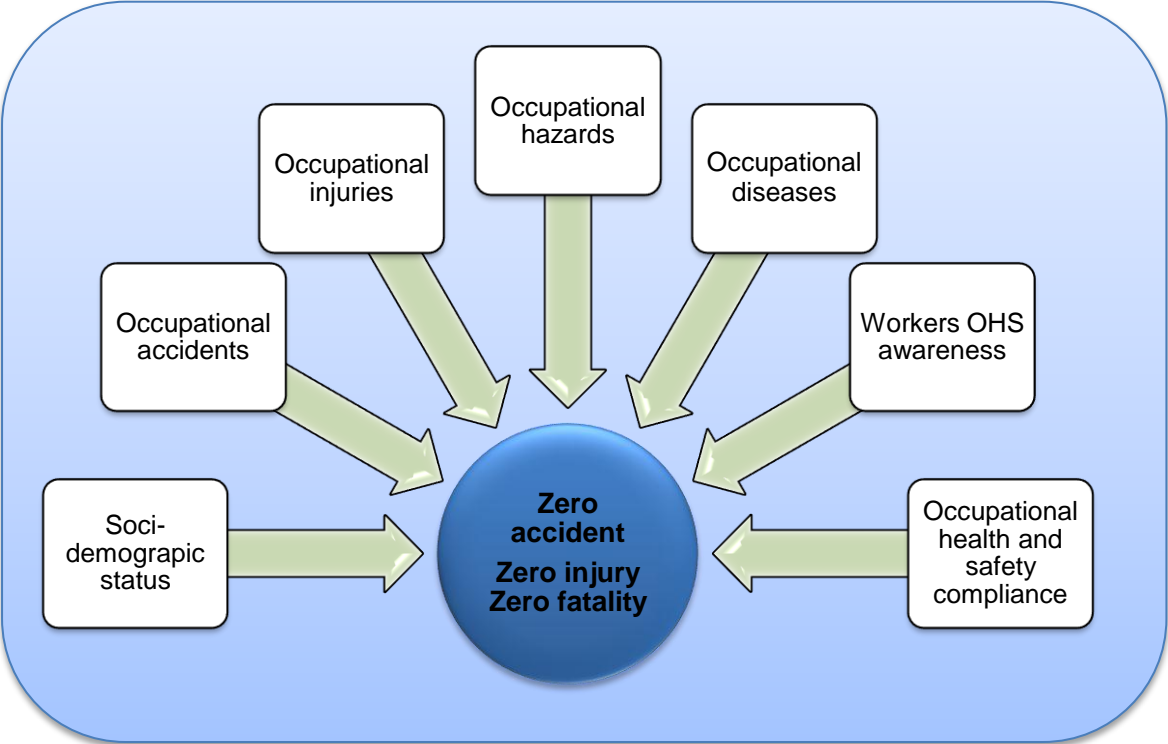 Occupational
hazards
Occupational
injuries
Occupational
diseases
Occupational
accidents
Workers OHS
awareness
Soci-
demograpic
status
Zero
accident
Zero injury
Zero fatality
Occupational
health and
safety
compliance